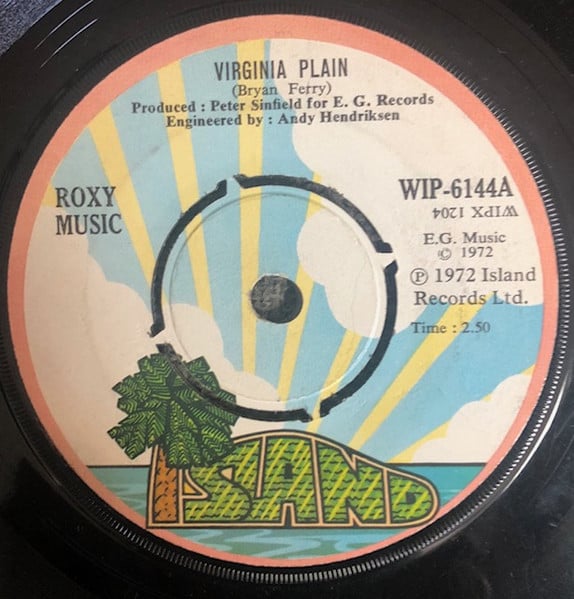 VIRGINIA PLAIN
(Bryan Ferry)
Produced : Peter Sinfield for E. G. Records
Engineered by : Andy Hendriksen
ROXY
MUSIC
WIP-6144A
WIPX 1204
E.G. Music
© 1972
℗ 1972 Island
Records Ltd.
Time : 2.50
ISLAND